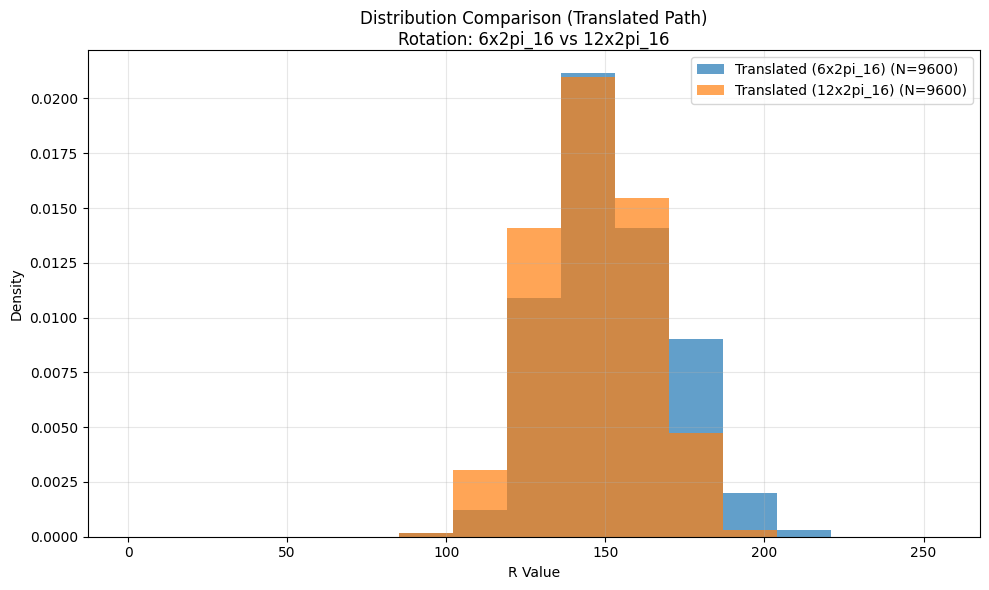 Distribution Comparison (Translated Path)
Rotation: 6x2pi_16 vs 12x2pi_16
Translated (6x2pi_16) (N=9600)
Translated (12x2pi_16) (N=9600)
Density
0.0200
0.0175
0.0150
0.0125
0.0100
0.0075
0.0050
0.0025
0.0000
0 50 100 150 200 250
R Value